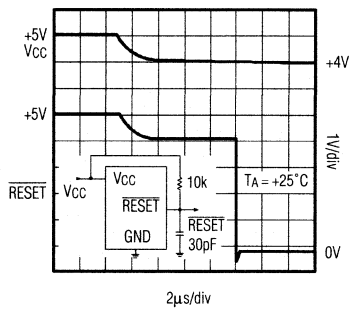 +5V
VCC
+4V
+5V
1V/div
RESET
VCC
VCC
10k
TA = +25°C
RESET
RESET
GND
30pF
0V
2µs/div